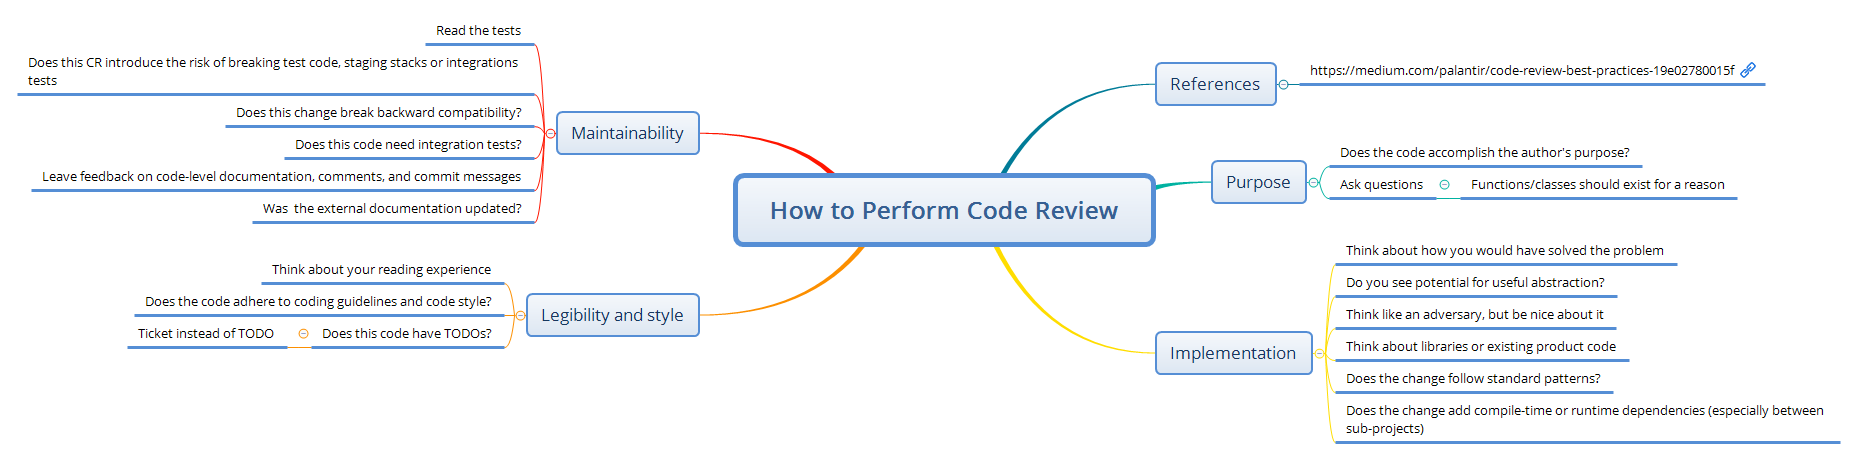 How to Perform Code Review
References
https://medium.com/palantir/code-review-best-practices-19e02780015f
Purpose
Does the code accomplish the author's purpose?
Ask questions
Functions/classes should exist for a reason
Implementation
Think about how you would have solved the problem
Do you see potential for useful abstraction?
Think like an adversary, but be nice about it
Think about libraries or existing product code
Does the change follow standard patterns?
Does the change add compile-time or runtime dependencies (especially between
sub-projects)
Maintainability
Read the tests
Does this CR introduce the risk of breaking test code, staging stacks or integrations
tests
Does this change break backward compatibility?
Does this code need integration tests?
Leave feedback on code-level documentation, comments, and commit messages
Was  the external documentation updated?
Legibility and style
Think about your reading experience
Does the code adhere to coding guidelines and code style?
Does this code have TODOs?
Ticket instead of TODO